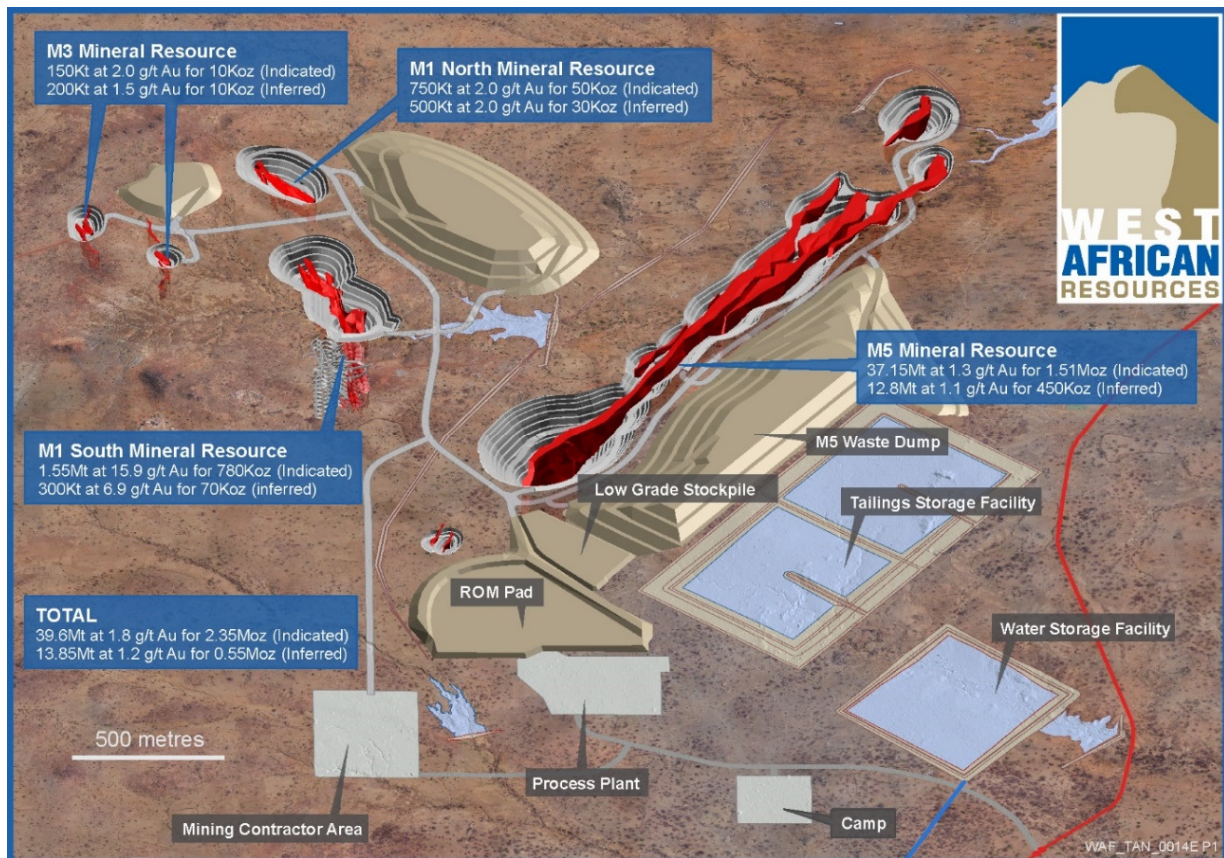 M3 Mineral Resource
150Kt at 2.0 g/t Au for 10Koz (Indicated)
200Kt at 1.5 g/t Au for 10Koz (Inferred)
M1 North Mineral Resource
750Kt at 2.0 g/t Au for 50Koz (Indicated)
500Kt at 2.0 g/t Au for 30Koz (Inferred)
WEST
AFRICAN
RESOURCES
M5 Mineral Resource
37.15Mt at 1.3 g/t Au for 1.51Moz (Indicated)
12.8Mt at 1.1 g/t Au for 450Koz (Inferred)
M1 South Mineral Resource
1.55Mt at 15.9 g/t Au for 780Koz (Indicated)
300Kt at 6.9 g/t Au for 70Koz (inferred)
M5 Waste Dump
Low Grade Stockpile
Tailings Storage Facility
ROM Pad
TOTAL
39.6Mt at 1.8 g/t Au for 2.35Moz (Indicated)
13.85Mt at 1.2 g/t Au for 0.55Moz (Inferred)
Water Storage Facility
500 metres
Process Plant
Mining Contractor Area
Camp
WAF_TAN_0014E P1